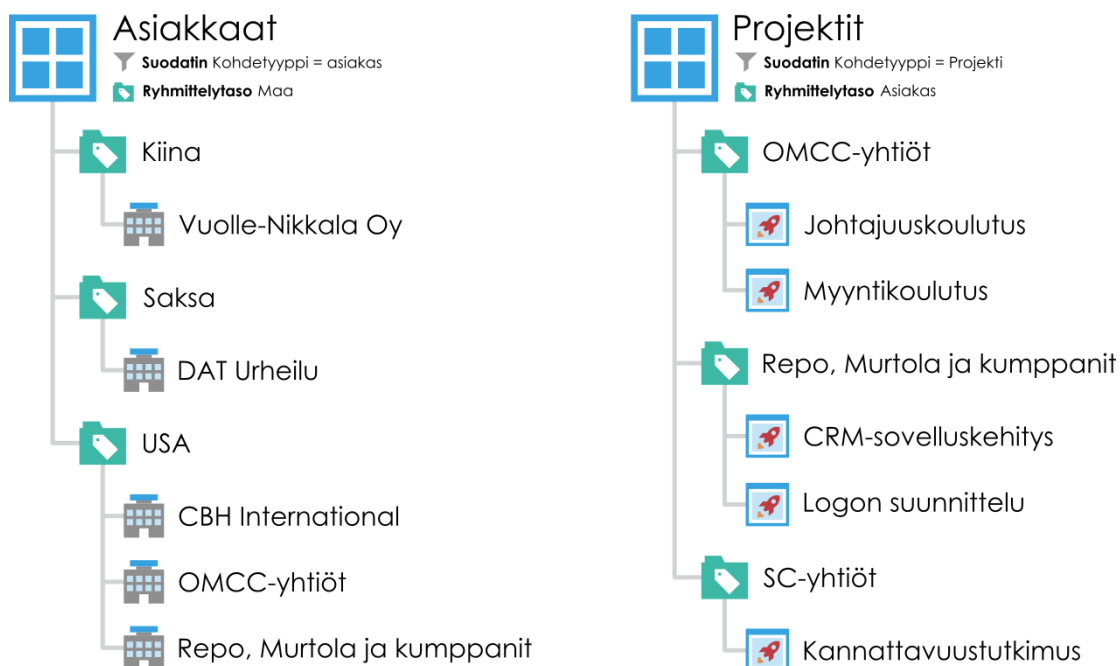 Asiakkaat
Suodatin Kohdetyyppi = asiakas
Ryhmittelytaso Maa
Kiina
Vuolle-Nikkala Oy
Saksa
DAT Urheilu
USA
CBH International
OMCC-yhtiöt
Repo, Murtola ja kumppanit
Projektit
Suodatin Kohdetyyppi = Projekti
Ryhmittelytaso Asiakas
OMCC-yhtiöt
Johtajuuskoulutus
Myyntikoulutus
Repo, Murtola ja kumppanit
CRM-sovelluskehitys
Logon suunnittelu
SC-yhtiöt
Kannattavuustutkimus